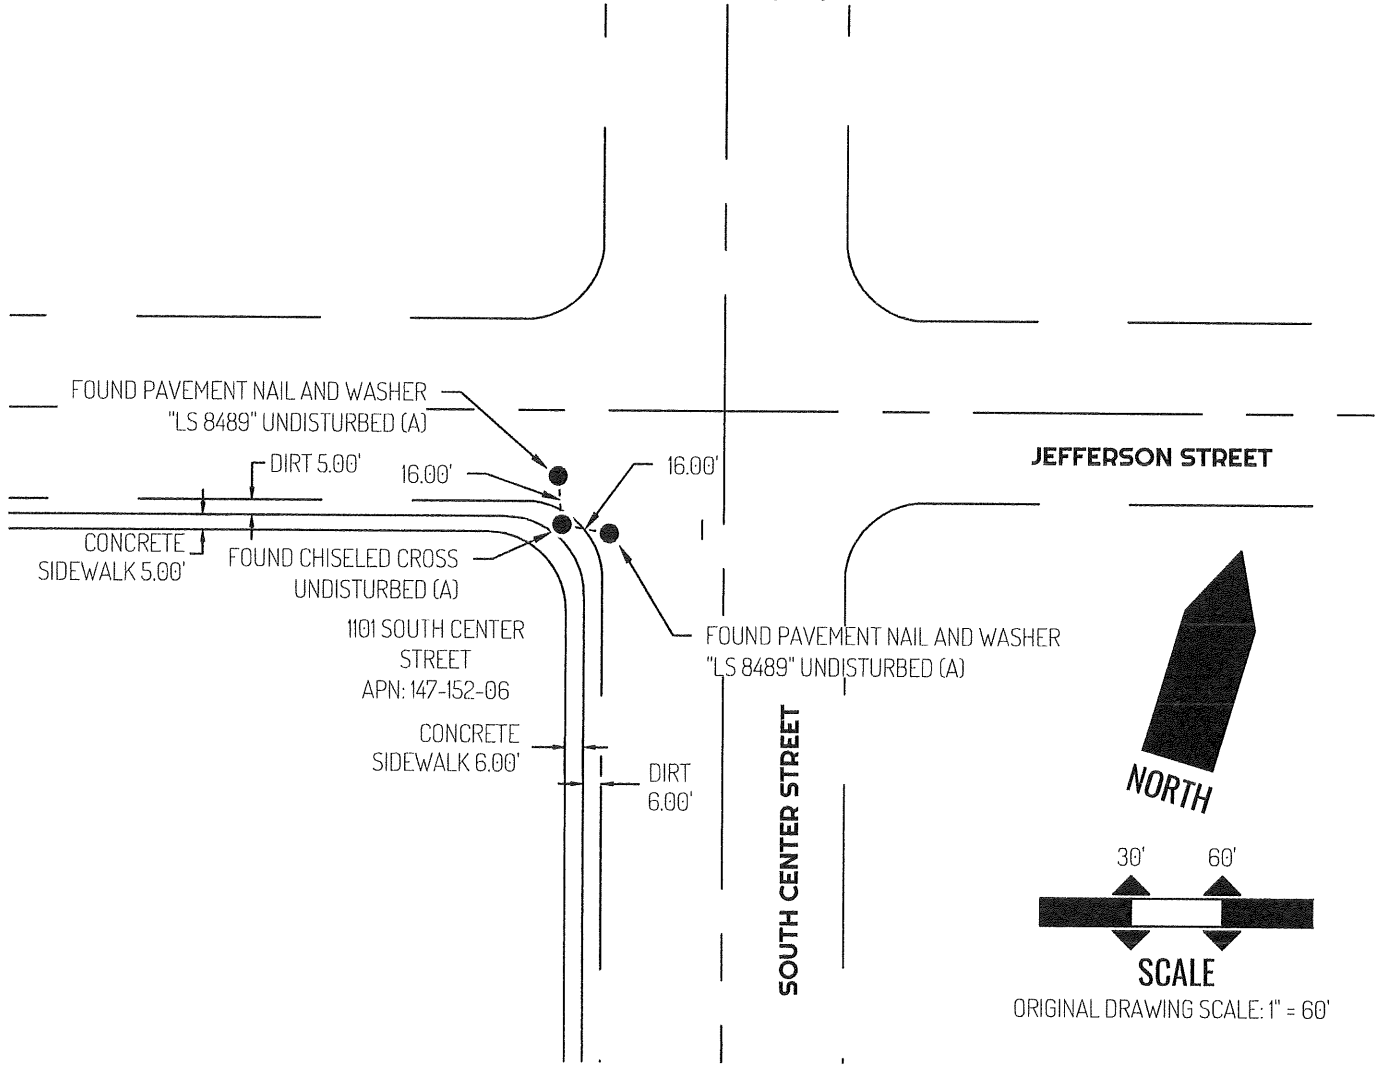 FOUND PAVEMENT NAIL AND WASHER
"LS 8489" UNDISTURBED (A)
DIRT 5.00'
16.00'
16.00'
JEFFERSON STREET
CONCRETE
SIDEWALK 5.00'
FOUND CHISELED CROSS
UNDISTURBED (A)
1101 SOUTH CENTER
STREET
APN: 147-152-06
FOUND PAVEMENT NAIL AND WASHER
"LS 8489" UNDISTURBED (A)
CONCRETE
SIDEWALK 6.00'
DIRT
6.00'
SOUTH CENTER STREET
NORTH
30'
60'
SCALE
ORIGINAL DRAWING SCALE: 1" = 60'